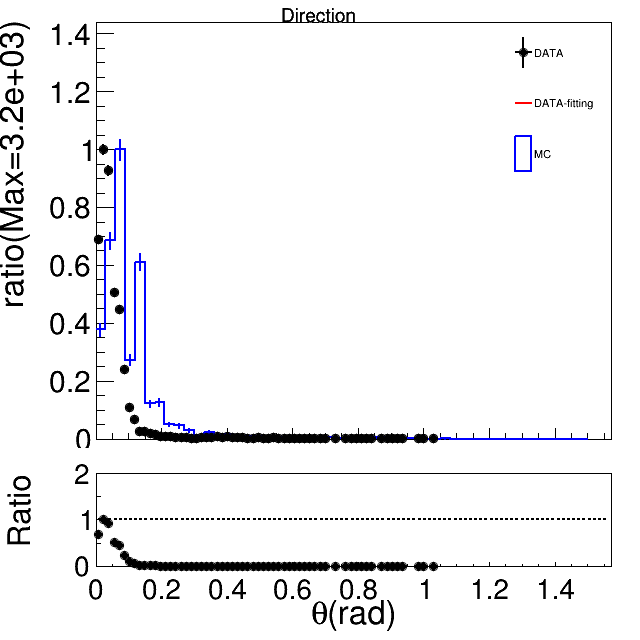 Direction
ratio(Max=3.2e+03)
1.4
1.2
1
0.8
0.6
0.4
0.2
0
DATA
DATA-fitting
MC
Ratio
2
1
0
0 0.2 0.4 0.6 0.8 1 1.2 1.4
θ(rad)